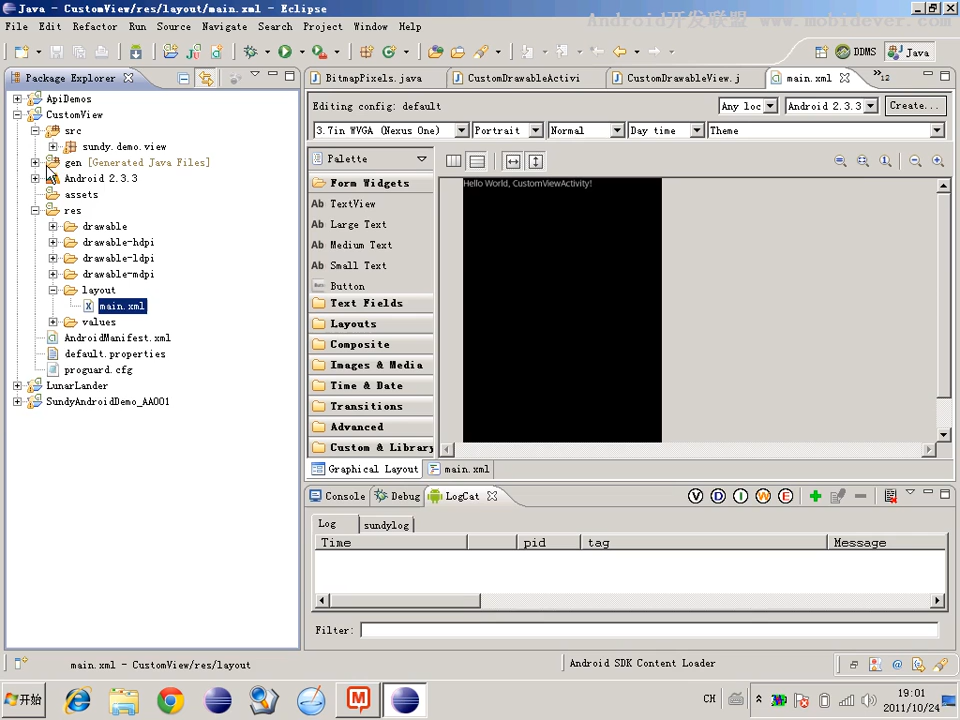 Java - CustomView/res/layout/main.xml - Eclipse
Android开发联盟 www.mobidever.com
File Edit Refactor Run Source Navigate Search Project Window Help
DDMS Java
Package Explorer
BitmapPixels.java CustomDrawableActivi CustomDrawableView.j main.xml »12
ApiDemos
CustomView
src
sundy.demo.view
gen [Generated Java Files]
Android 2.3.3
assets
res
drawable
drawable-hdpi
drawable-ldpi
drawable-mdpi
layout
main.xml
values
AndroidManifest.xml
default.properties
proguard.cfg
LunarLander
SundyAndroidDemo_AA001
Editing config: default
Any loc Android 2.3.3 Create...
3.7in WVGA (Nexus One) Portrait Normal Day time Theme
Palette
Form Widgets
Ab TextView
Ab Large Text
Ab Medium Text
Ab Small Text
Button
Text Fields
Layouts
Composite
Images & Media
Time & Date
Transitions
Advanced
Custom & Library
Hello World, CustomViewActivity!
Graphical Layout main.xml
Console Debug LogCat
V D I W E
Log sundylog
Time pid tag Message
Filter:
main.xml - CustomView/res/layout
Android SDK Content Loader
开始
CH
19:01
2011/10/24